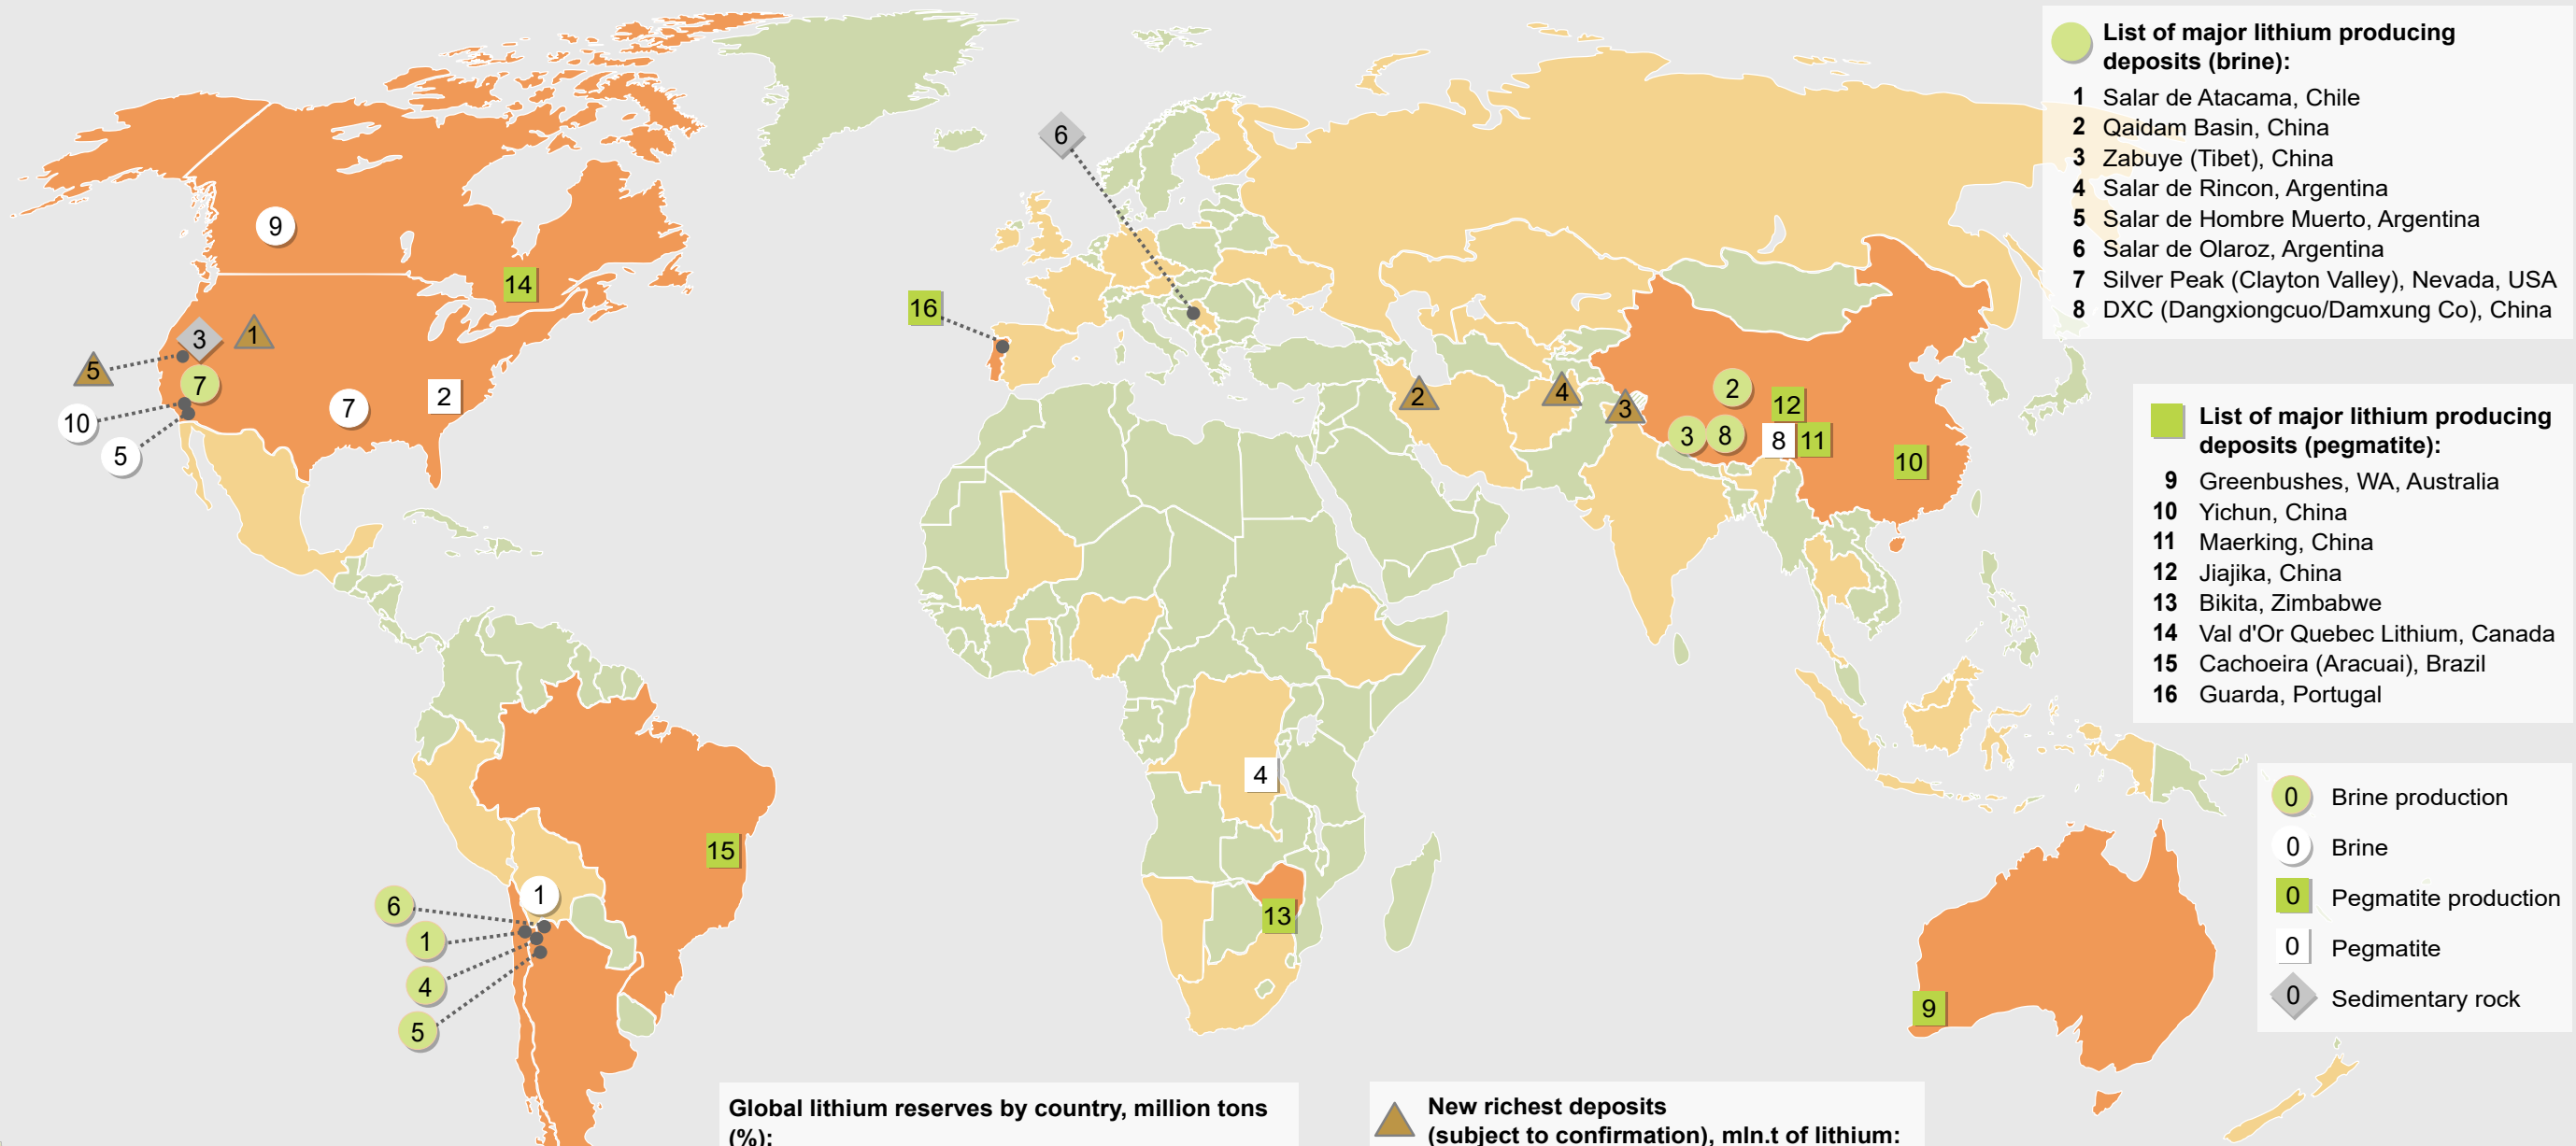 List of major lithium producing
deposits (brine):
1 Salar de Atacama, Chile
2 Qaidam Basin, China
3 Zabuye (Tibet), China
4 Salar de Rincon, Argentina
5 Salar de Hombre Muerto, Argentina
6 Salar de Olaroz, Argentina
7 Silver Peak (Clayton Valley), Nevada, USA
8 DXC (Dangxiongcuo/Damxung Co), China
6
9
14
16
3
1
5
7
2
7
10
5
2
4
3
2
12
3
8
8
11
10
List of major lithium producing
deposits (pegmatite):
9 Greenbushes, WA, Australia
10 Yichun, China
11 Maerking, China
12 Jiajika, China
13 Bikita, Zimbabwe
14 Val d'Or Quebec Lithium, Canada
15 Cachoeira (Aracuai), Brazil
16 Guarda, Portugal
4
15
1
6
1
4
5
13
9
0 Brine production
0 Brine
0 Pegmatite production
0 Pegmatite
0 Sedimentary rock
Global lithium reserves by country, million tons
(%):
New richest deposits
(subject to confirmation), mln.t of lithium: